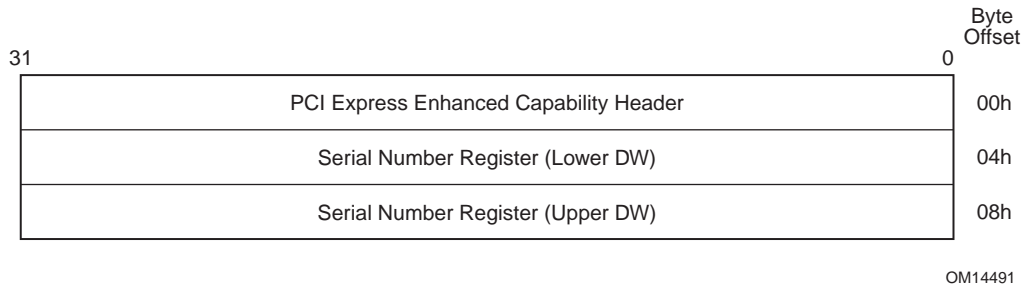 Byte
Offset
31 0
PCI Express Enhanced Capability Header 00h
Serial Number Register (Lower DW) 04h
Serial Number Register (Upper DW) 08h
OM14491